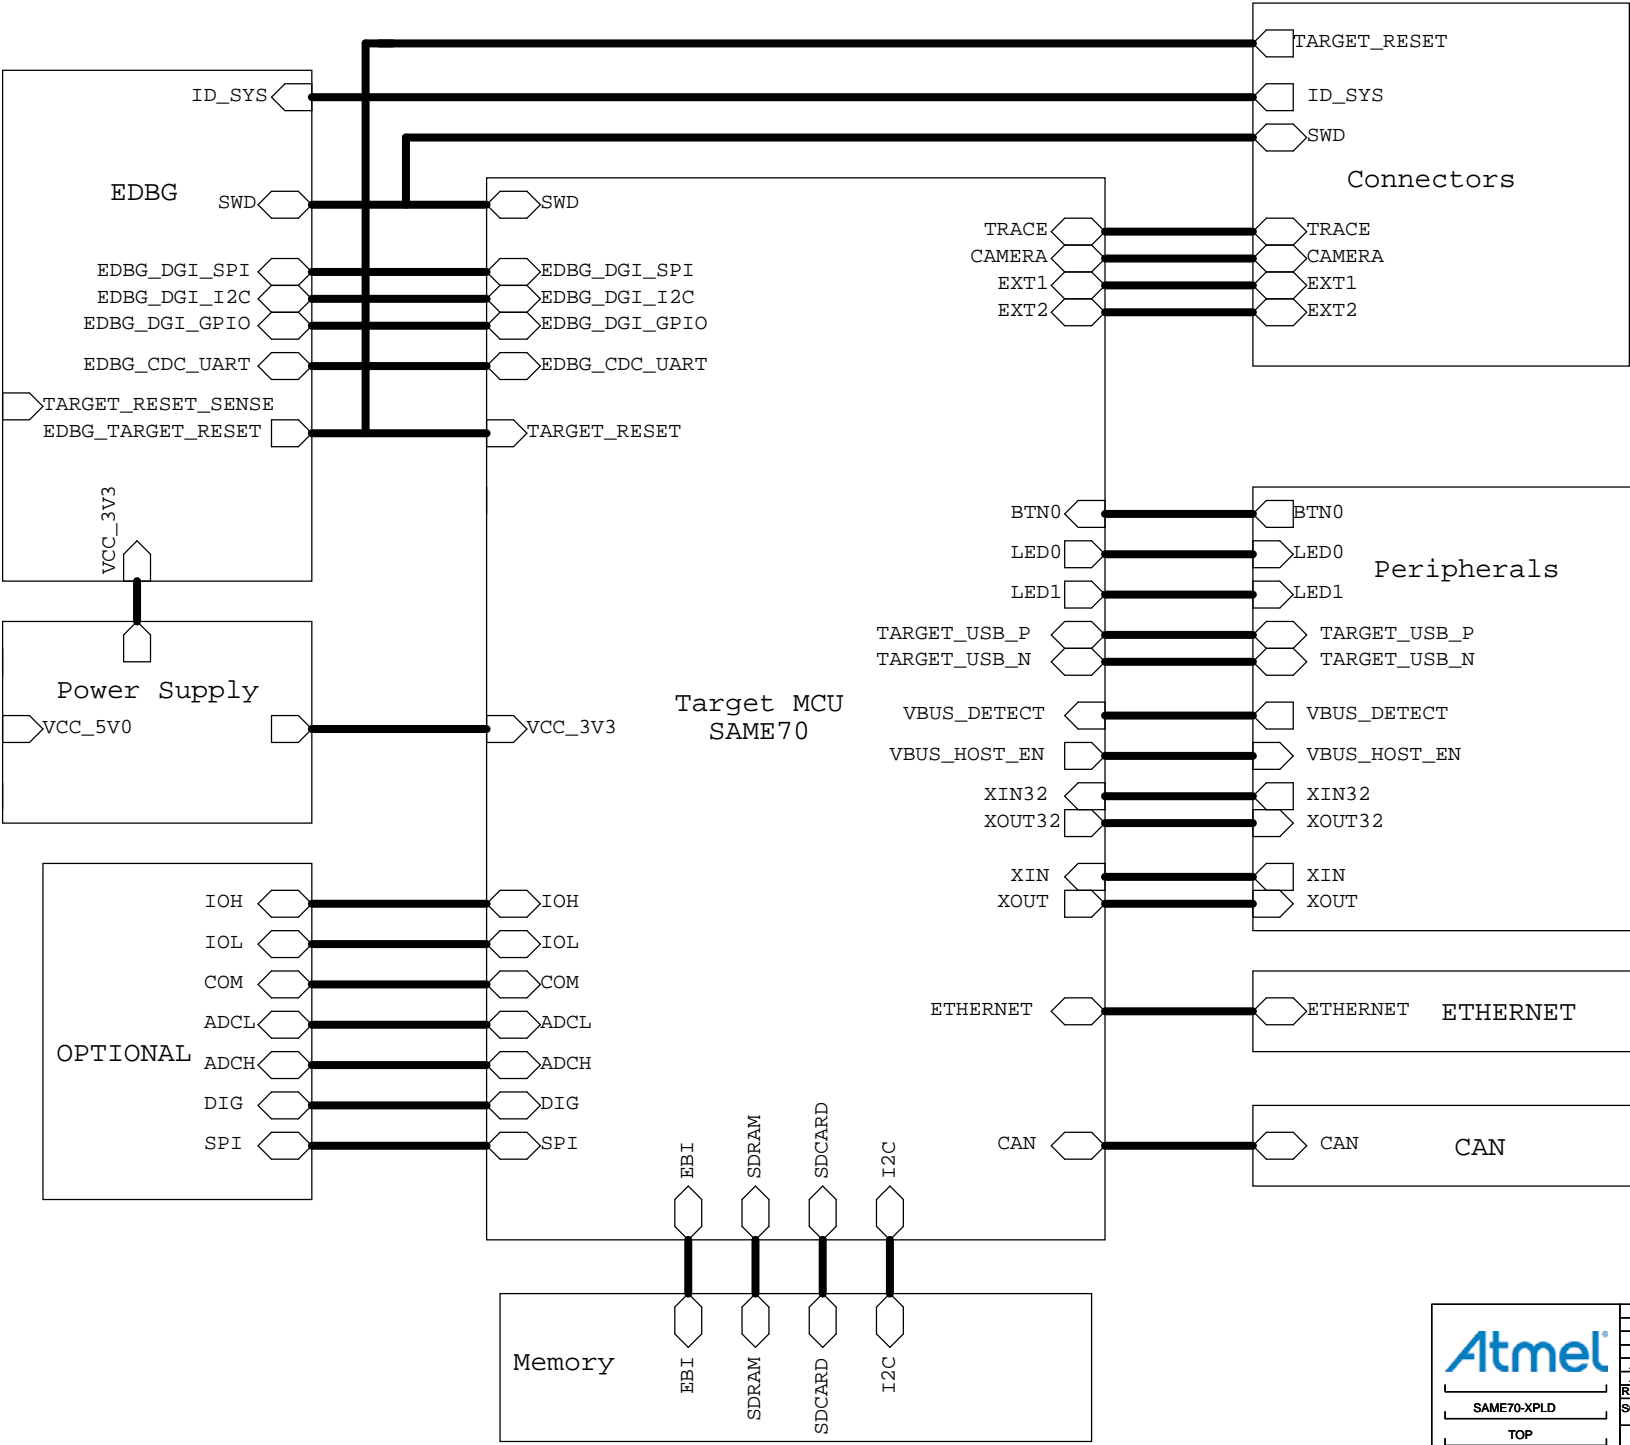 TARGET_RESET
ID_SYS
ID_SYS
SWD
Connectors
EDBG
SWD
SWD
TRACE
TRACE
CAMERA
CAMERA
EXT1
EXT1
EXT2
EXT2
EDBG_DGI_SPI
EDBG_DGI_SPI
EDBG_DGI_I2C
EDBG_DGI_I2C
EDBG_DGI_GPIO
EDBG_DGI_GPIO
EDBG_CDC_UART
EDBG_CDC_UART
TARGET_RESET_SENSE
EDBG_TARGET_RESET
TARGET_RESET
VCC_3V3
BTN0
BTN0
LED0
LED0
Peripherals
LED1
LED1
TARGET_USB_P
TARGET_USB_P
TARGET_USB_N
TARGET_USB_N
Power Supply
VCC_5V0
VCC_3V3
Target MCU
SAME70
VBUS_DETECT
VBUS_DETECT
VBUS_HOST_EN
VBUS_HOST_EN
XIN32
XIN32
XOUT32
XOUT32
XIN
XIN
XOUT
XOUT
OPTIONAL
IOH
IOH
IOL
IOL
COM
COM
ADCL
ADCL
ADCH
ADCH
DIG
DIG
SPI
SPI
ETHERNET
ETHERNET
ETHERNET
CAN
CAN
CAN
EBI
SDRAM
SDCARD
I2C
Memory
EBI
SDRAM
SDCARD
I2C
Atmel
SAME70-XPLD
TOP